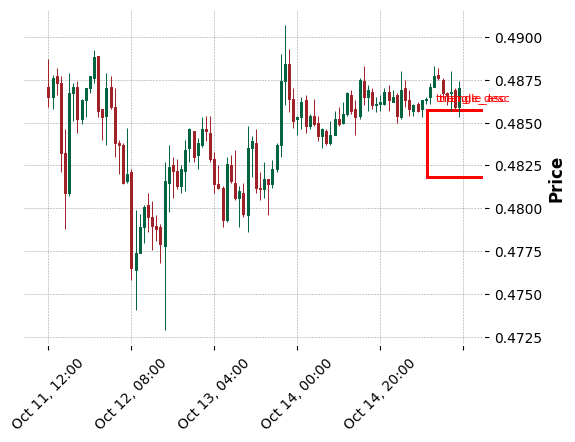 0.4900
0.4875
0.4850
0.4825
0.4800
0.4775
0.4750
0.4725
Price
Oct 11, 12:00
Oct 12, 08:00
Oct 13, 04:00
Oct 14, 00:00
Oct 14, 20:00